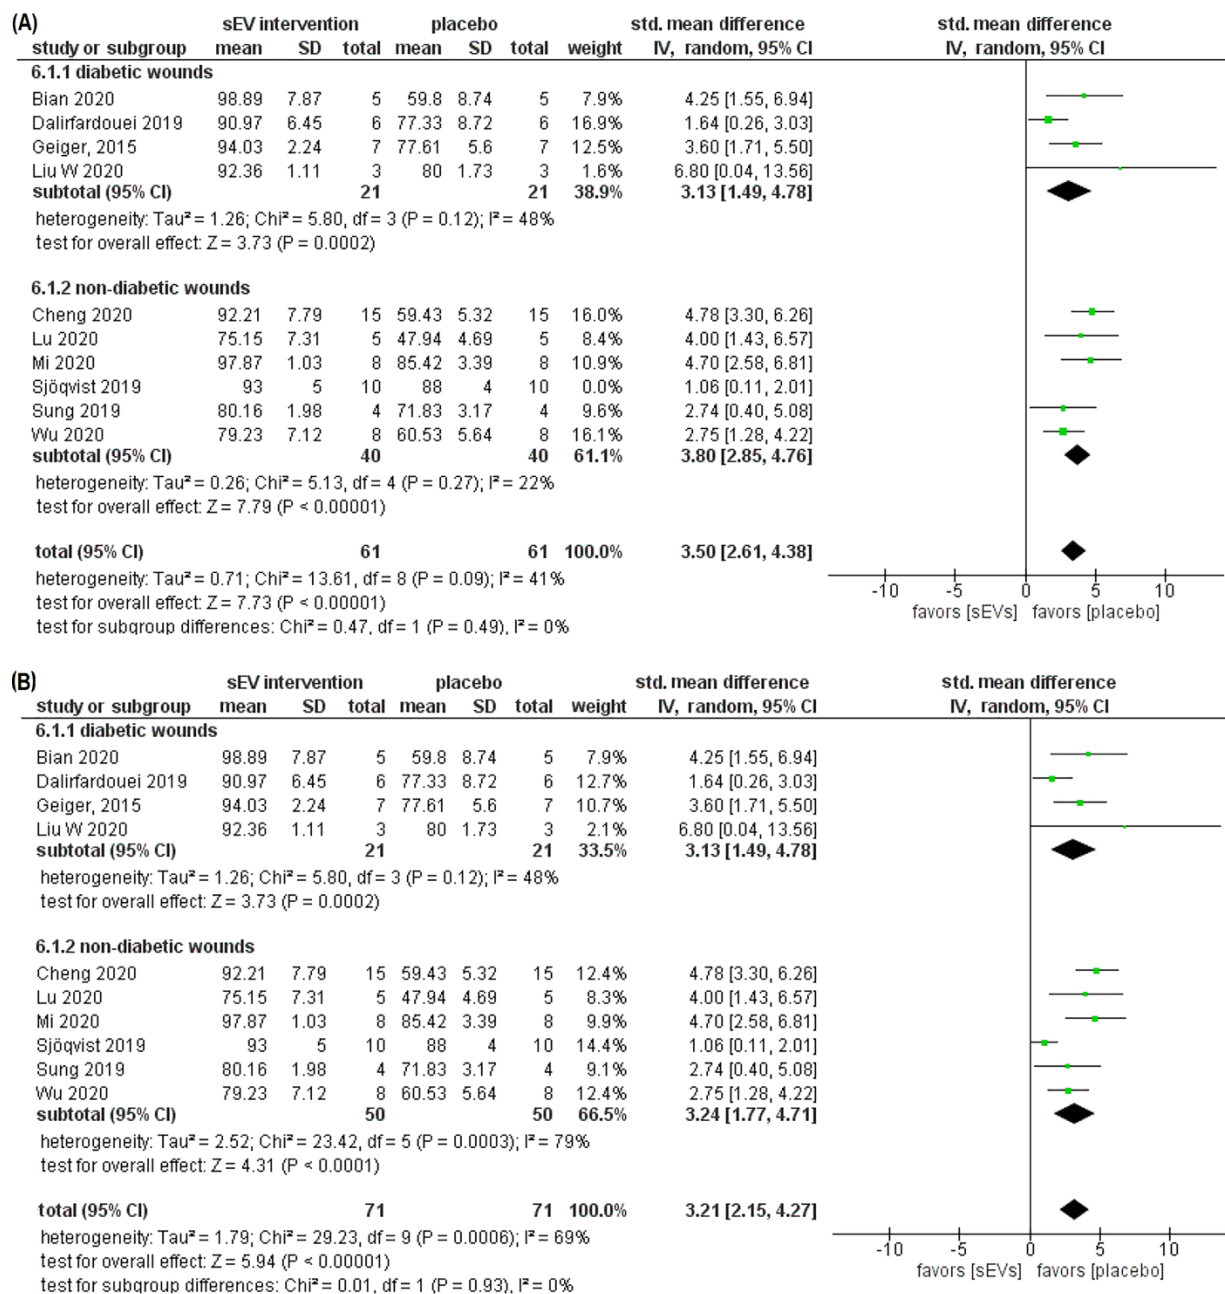 (A)
sEV intervention placebo std. mean difference std. mean difference
study or subgroup mean SD total mean SD total weight IV, random, 95% CI IV, random, 95% CI
6.1.1 diabetic wounds
Bian 2020 98.89 7.87 5 59.8 8.74 5 7.9% 4.25 [1.55, 6.94]
Dalirfardouei 2019 90.97 6.45 6 77.33 8.72 6 16.9% 1.64 [0.26, 3.03]
Geiger, 2015 94.03 2.24 7 77.61 5.6 7 12.5% 3.60 [1.71, 5.50]
Liu W 2020 92.36 1.11 3 80 1.73 3 1.6% 6.80 [0.04, 13.56]
subtotal (95% CI) 21 21 38.9% 3.13 [1.49, 4.78]
heterogeneity: Tau² = 1.26; Chi² = 5.80, df = 3 (P = 0.12); I² = 48%
test for overall effect: Z = 3.73 (P = 0.0002)
6.1.2 non-diabetic wounds
Cheng 2020 92.21 7.79 15 59.43 5.32 15 16.0% 4.78 [3.30, 6.26]
Lu 2020 75.15 7.31 5 47.94 4.69 5 8.4% 4.00 [1.43, 6.57]
Mi 2020 97.87 1.03 8 85.42 3.39 8 10.9% 4.70 [2.58, 6.81]
Sjöqvist 2019 93 5 10 88 4 10 0.0% 1.06 [0.11, 2.01]
Sung 2019 80.16 1.98 4 71.83 3.17 4 9.6% 2.74 [0.40, 5.08]
Wu 2020 79.23 7.12 8 60.53 5.64 8 16.1% 2.75 [1.28, 4.22]
subtotal (95% CI) 40 40 61.1% 3.80 [2.85, 4.76]
heterogeneity: Tau² = 0.26; Chi² = 5.13, df = 4 (P = 0.27); I² = 22%
test for overall effect: Z = 7.79 (P < 0.00001)
total (95% CI) 61 61 100.0% 3.50 [2.61, 4.38]
heterogeneity: Tau² = 0.71; Chi² = 13.61, df = 8 (P = 0.09); I² = 41%
test for overall effect: Z = 7.73 (P < 0.00001)
test for subgroup differences: Chi² = 0.47, df = 1 (P = 0.49), I² = 0%
-10 -5 0 5 10
favors [sEVs] favors [placebo]
(B)
sEV intervention placebo std. mean difference std. mean difference
study or subgroup mean SD total mean SD total weight IV, random, 95% CI IV, random, 95% CI
6.1.1 diabetic wounds
Bian 2020 98.89 7.87 5 59.8 8.74 5 7.9% 4.25 [1.55, 6.94]
Dalirfardouei 2019 90.97 6.45 6 77.33 8.72 6 12.7% 1.64 [0.26, 3.03]
Geiger, 2015 94.03 2.24 7 77.61 5.6 7 10.7% 3.60 [1.71, 5.50]
Liu W 2020 92.36 1.11 3 80 1.73 3 2.1% 6.80 [0.04, 13.56]
subtotal (95% CI) 21 21 33.5% 3.13 [1.49, 4.78]
heterogeneity: Tau² = 1.26; Chi² = 5.80, df = 3 (P = 0.12); I² = 48%
test for overall effect: Z = 3.73 (P = 0.0002)
6.1.2 non-diabetic wounds
Cheng 2020 92.21 7.79 15 59.43 5.32 15 12.4% 4.78 [3.30, 6.26]
Lu 2020 75.15 7.31 5 47.94 4.69 5 8.3% 4.00 [1.43, 6.57]
Mi 2020 97.87 1.03 8 85.42 3.39 8 9.9% 4.70 [2.58, 6.81]
Sjöqvist 2019 93 5 10 88 4 10 14.4% 1.06 [0.11, 2.01]
Sung 2019 80.16 1.98 4 71.83 3.17 4 9.1% 2.74 [0.40, 5.08]
Wu 2020 79.23 7.12 8 60.53 5.64 8 12.4% 2.75 [1.28, 4.22]
subtotal (95% CI) 50 50 66.5% 3.24 [1.77, 4.71]
heterogeneity: Tau² = 2.52; Chi² = 23.42, df = 5 (P = 0.0003); I² = 79%
test for overall effect: Z = 4.31 (P < 0.0001)
total (95% CI) 71 71 100.0% 3.21 [2.15, 4.27]
heterogeneity: Tau² = 1.79; Chi² = 29.23, df = 9 (P = 0.0006); I² = 69%
test for overall effect: Z = 5.94 (P < 0.00001)
test for subgroup differences: Chi² = 0.01, df = 1 (P = 0.93), I² = 0%
-10 -5 0 5 10
favors [sEVs] favors [placebo]